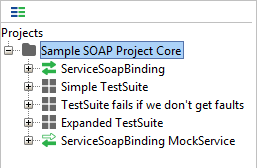 Projects
Sample SOAP Project Core
ServiceSoapBinding
Simple TestSuite
TestSuite fails if we don't get faults
Expanded TestSuite
ServiceSoapBinding MockService